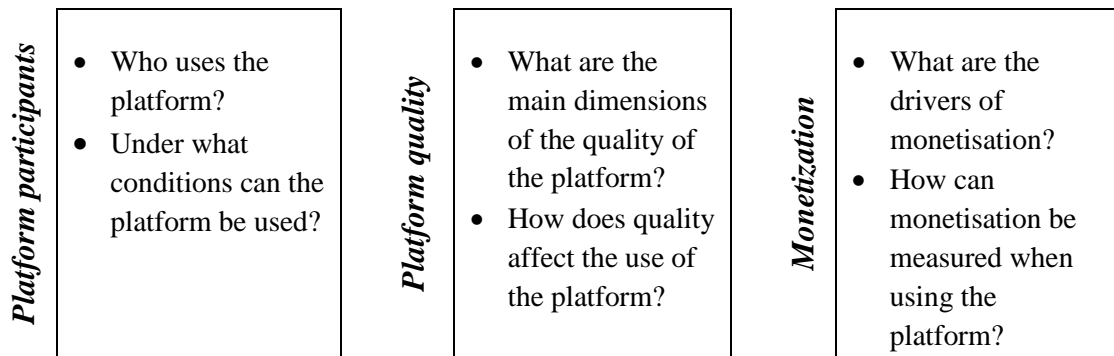 Platform participants
• Who uses the
platform?
• Under what
conditions can the
platform be used?
Platform quality
• What are the
main dimensions
of the quality of
the platform?
• How does quality
affect the use of
the platform?
Monetization
• What are the
drivers of
monetisation?
• How can
monetisation be
measured when
using the
platform?